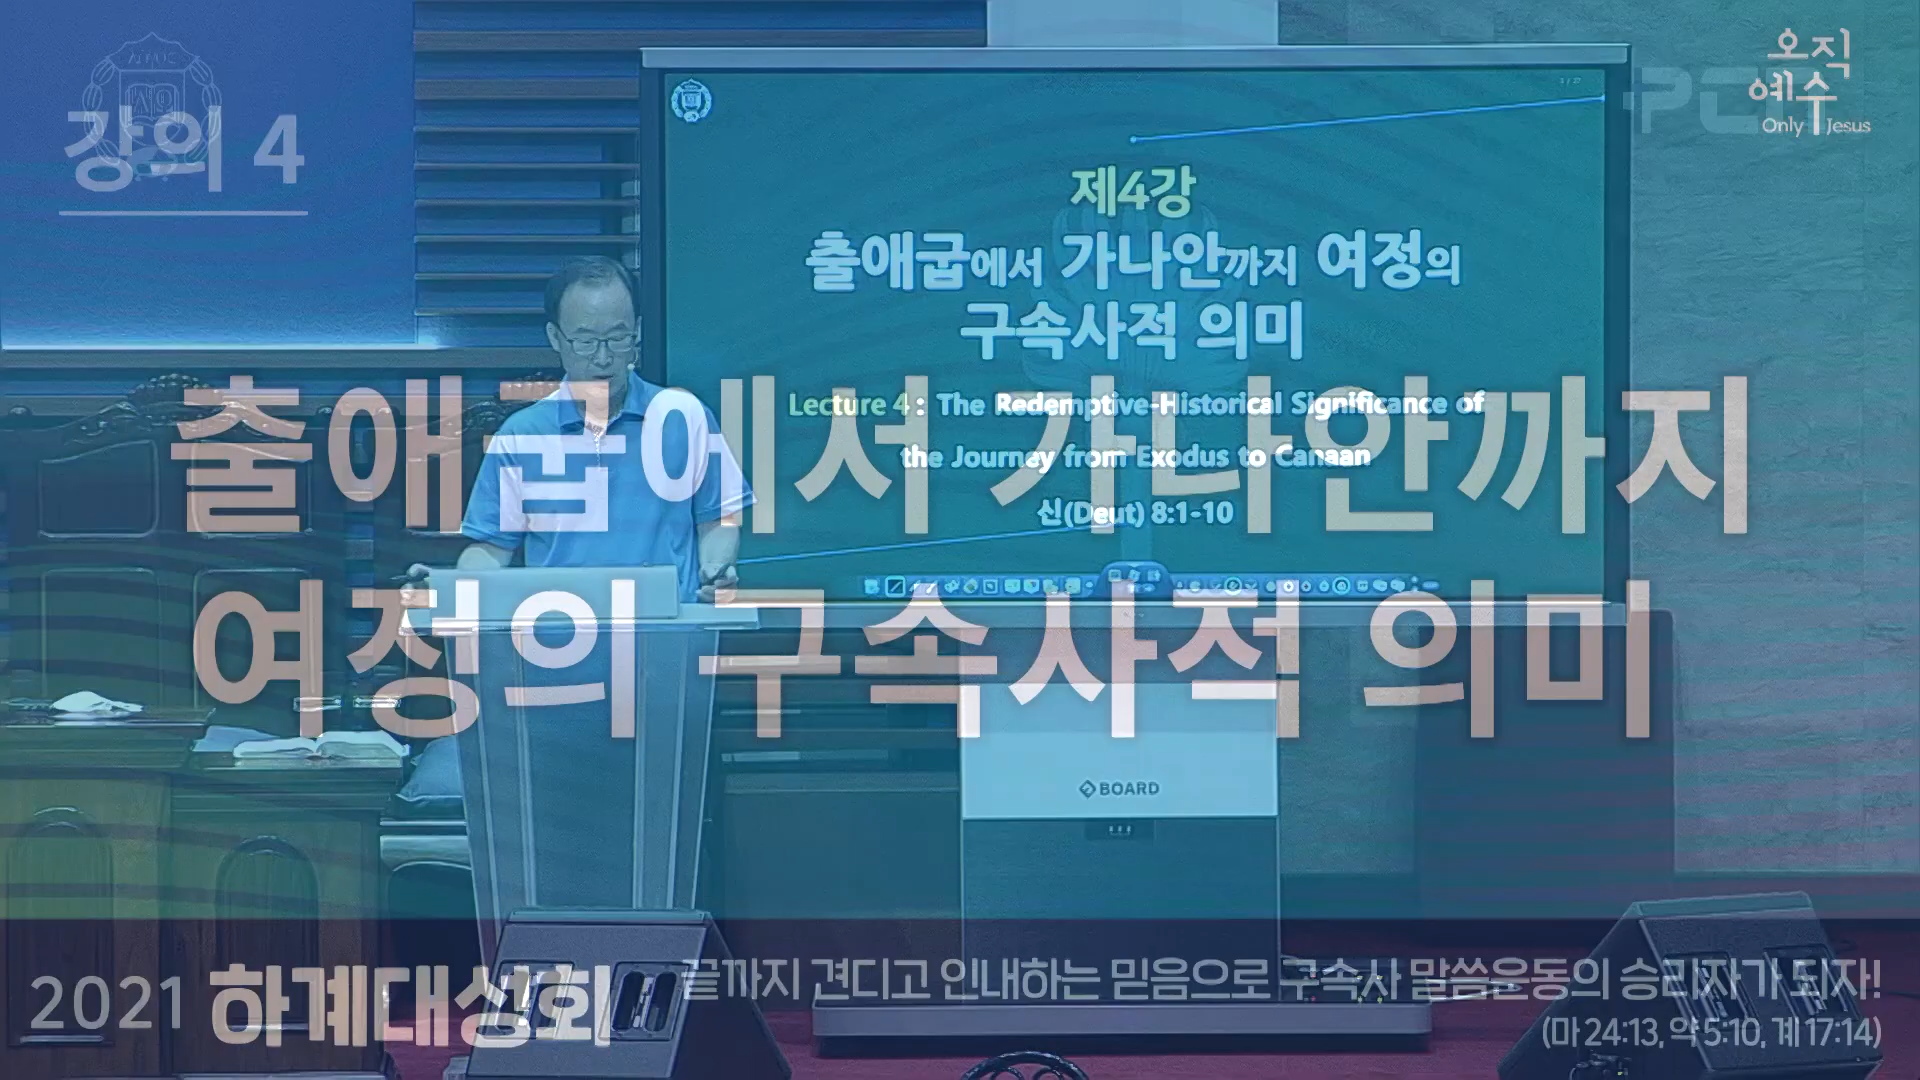 강의 4
오직
예수
Only Jesus
제4강
출애굽에서 가나안까지 여정의
구속사적 의미
Lecture 4 : The Redemptive-Historical Significance of
the Journey from Exodus to Canaan
신(Deut) 8:1-10
출애굽에서 가나안까지
여정의 구속사적 의미
BOARD
2021 하계대성회
끝까지 견디고 인내하는 믿음으로 구속사 말씀운동의 승리자가 되자!
(마 24:13, 약 5:10, 계 17:14)